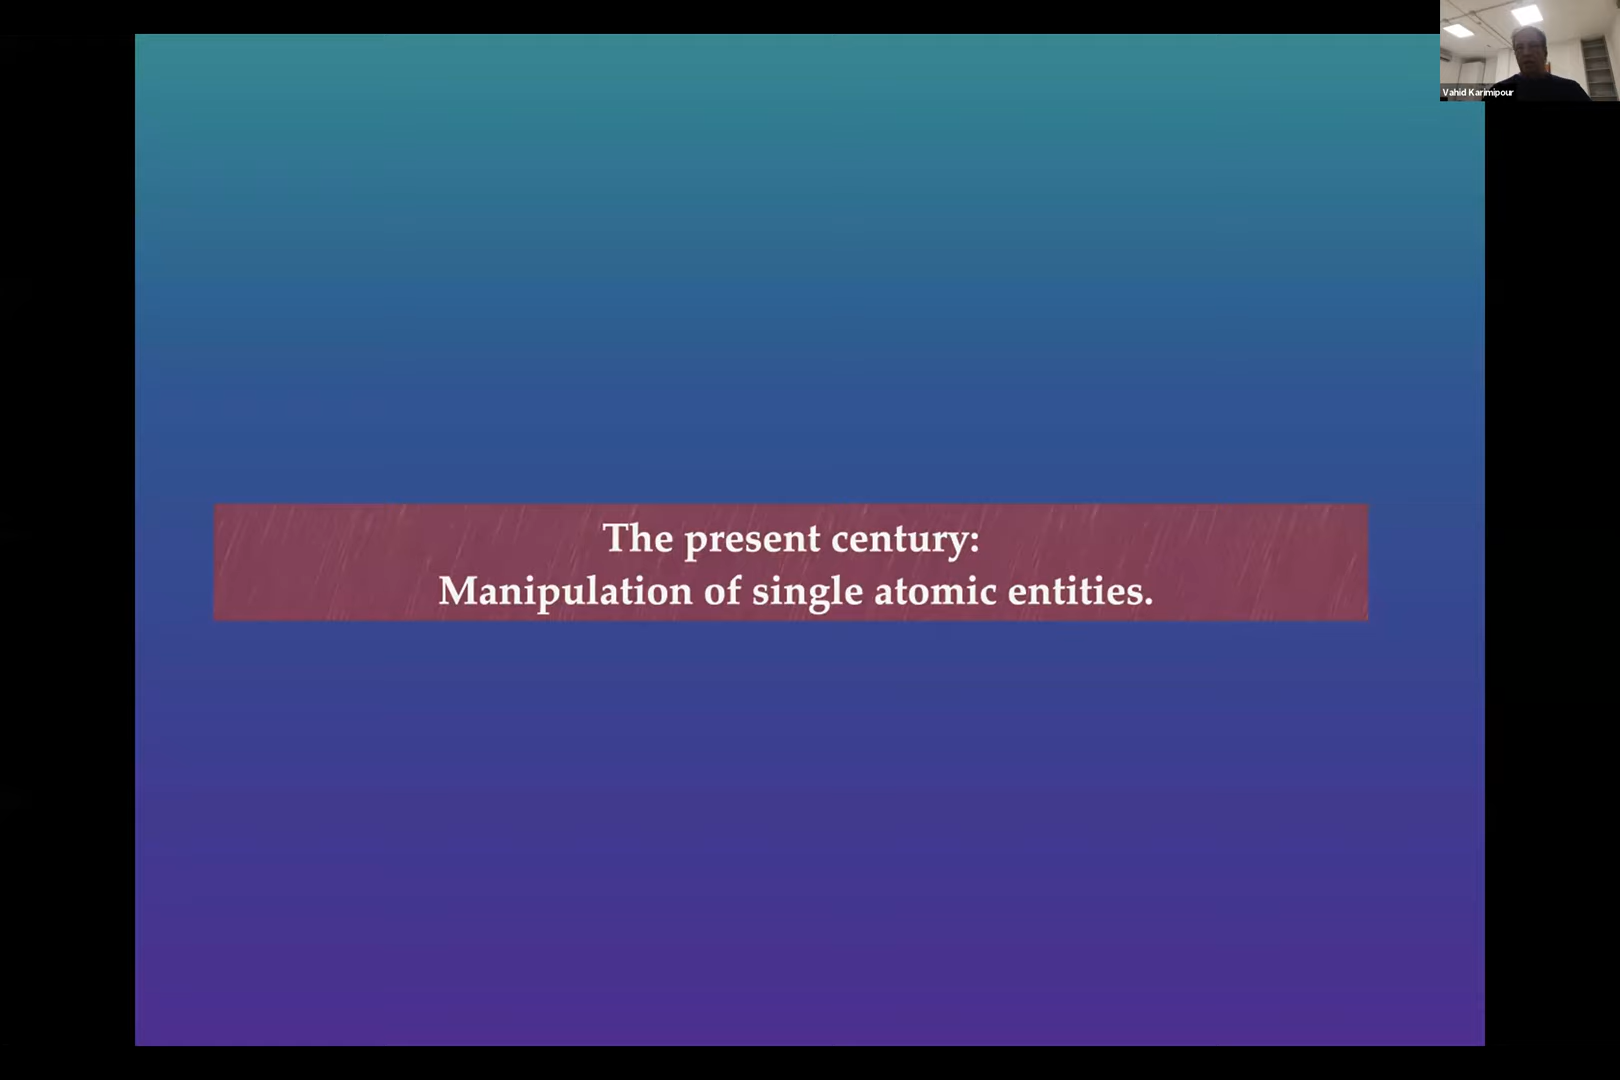 Vahid Karimipour
The present century:
Manipulation of single atomic entities.